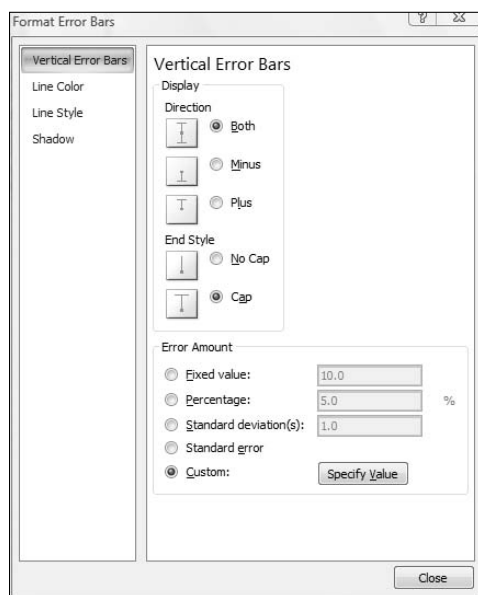 Format Error Bars
?
Vertical Error Bars
Line Color
Line Style
Shadow
Vertical Error Bars
Display
Direction
Both
Minus
Plus
End Style
No Cap
Cap
Error Amount
Fixed value: 10.0
Percentage: 5.0 %
Standard deviation(s): 1.0
Standard error
Custom: Specify Value
Close